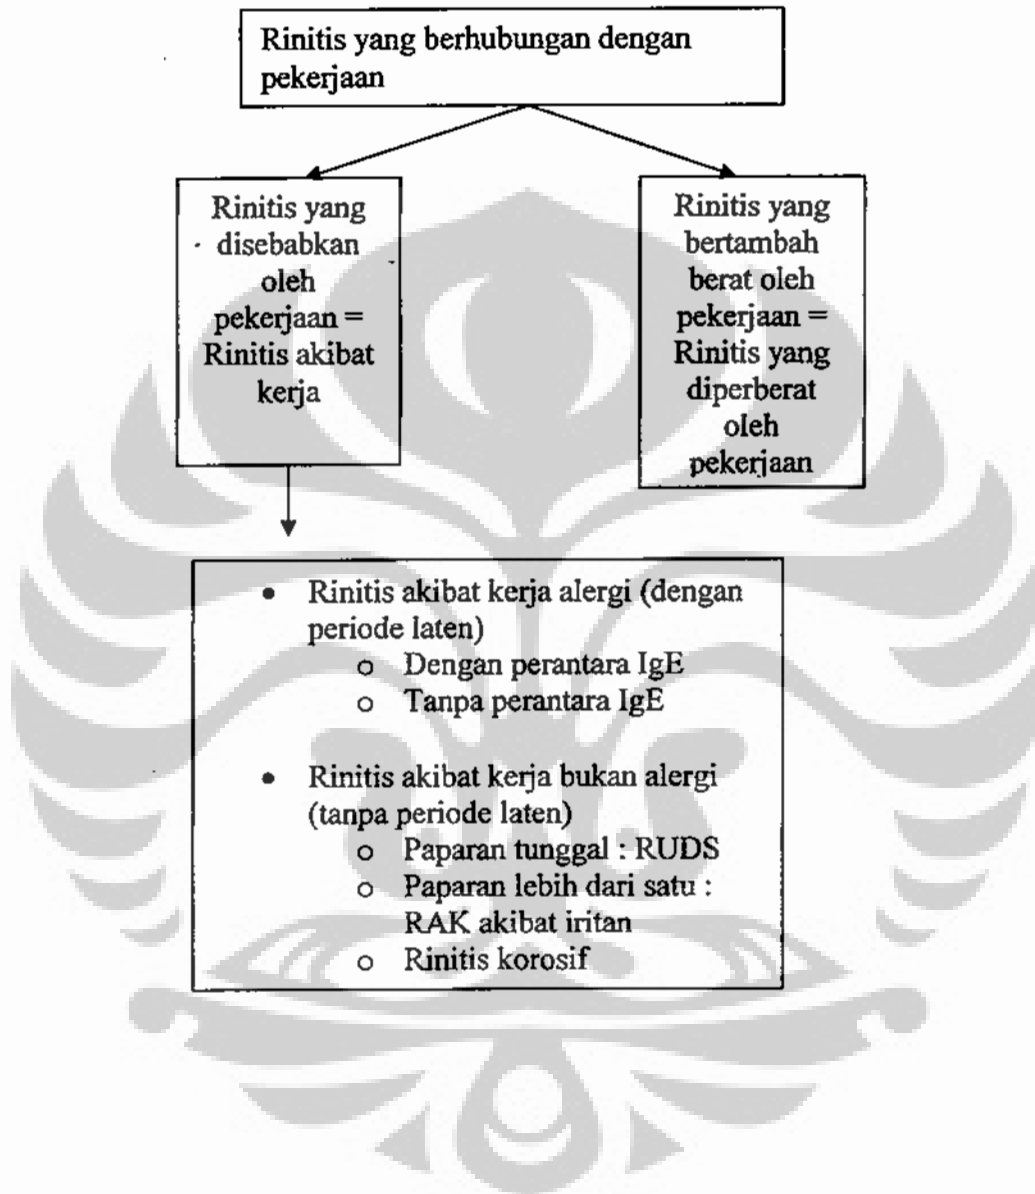 Rinitis yang berhubungan dengan
pekerjaan
Rinitis yang
disebabkan
oleh
pekerjaan =
Rinitis akibat
kerja
Rinitis yang
bertambah
berat oleh
pekerjaan =
Rinitis yang
diperberat
oleh
pekerjaan
• Rinitis akibat kerja alergi (dengan
periode laten)
o Dengan perantara IgE
o Tanpa perantara IgE
• Rinitis akibat kerja bukan alergi
(tanpa periode laten)
o Paparan tunggal : RUDS
o Paparan lebih dari satu :
RAK akibat iritan
o Rinitis korosif